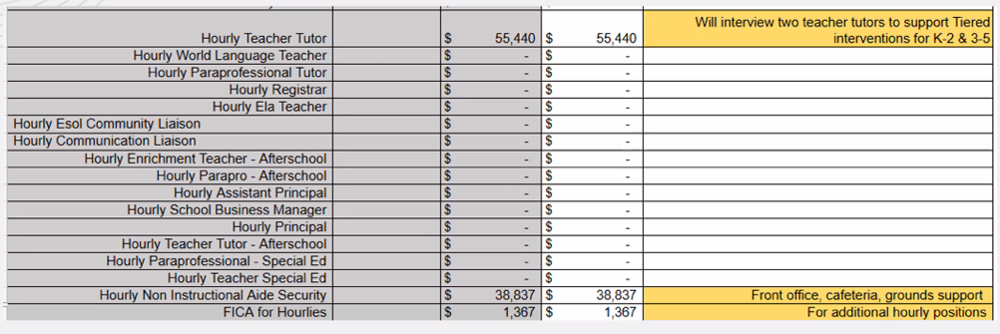 Will interview two teacher tutors to support Tiered
Hourly Teacher Tutor $ 55,440 $ 55,440 interventions for K-2 & 3-5
Hourly World Language Teacher $ - $ -
Hourly Paraprofessional Tutor $ - $ -
Hourly Registrar $ - $ -
Hourly Ela Teacher $ - $ -
Hourly Esol Community Liaison $ - $ -
Hourly Communication Liaison $ - $ -
Hourly Enrichment Teacher - Afterschool $ - $ -
Hourly Parapro - Afterschool $ - $ -
Hourly Assistant Principal $ - $ -
Hourly School Business Manager $ - $ -
Hourly Principal $ - $ -
Hourly Teacher Tutor - Afterschool $ - $ -
Hourly Paraprofessional - Special Ed $ - $ -
Hourly Teacher Special Ed $ - $ -
Hourly Non Instructional Aide Security $ 38,837 $ 38,837 Front office, cafeteria, grounds support
FICA for Hourlies $ 1,367 $ 1,367 For additional hourly positions